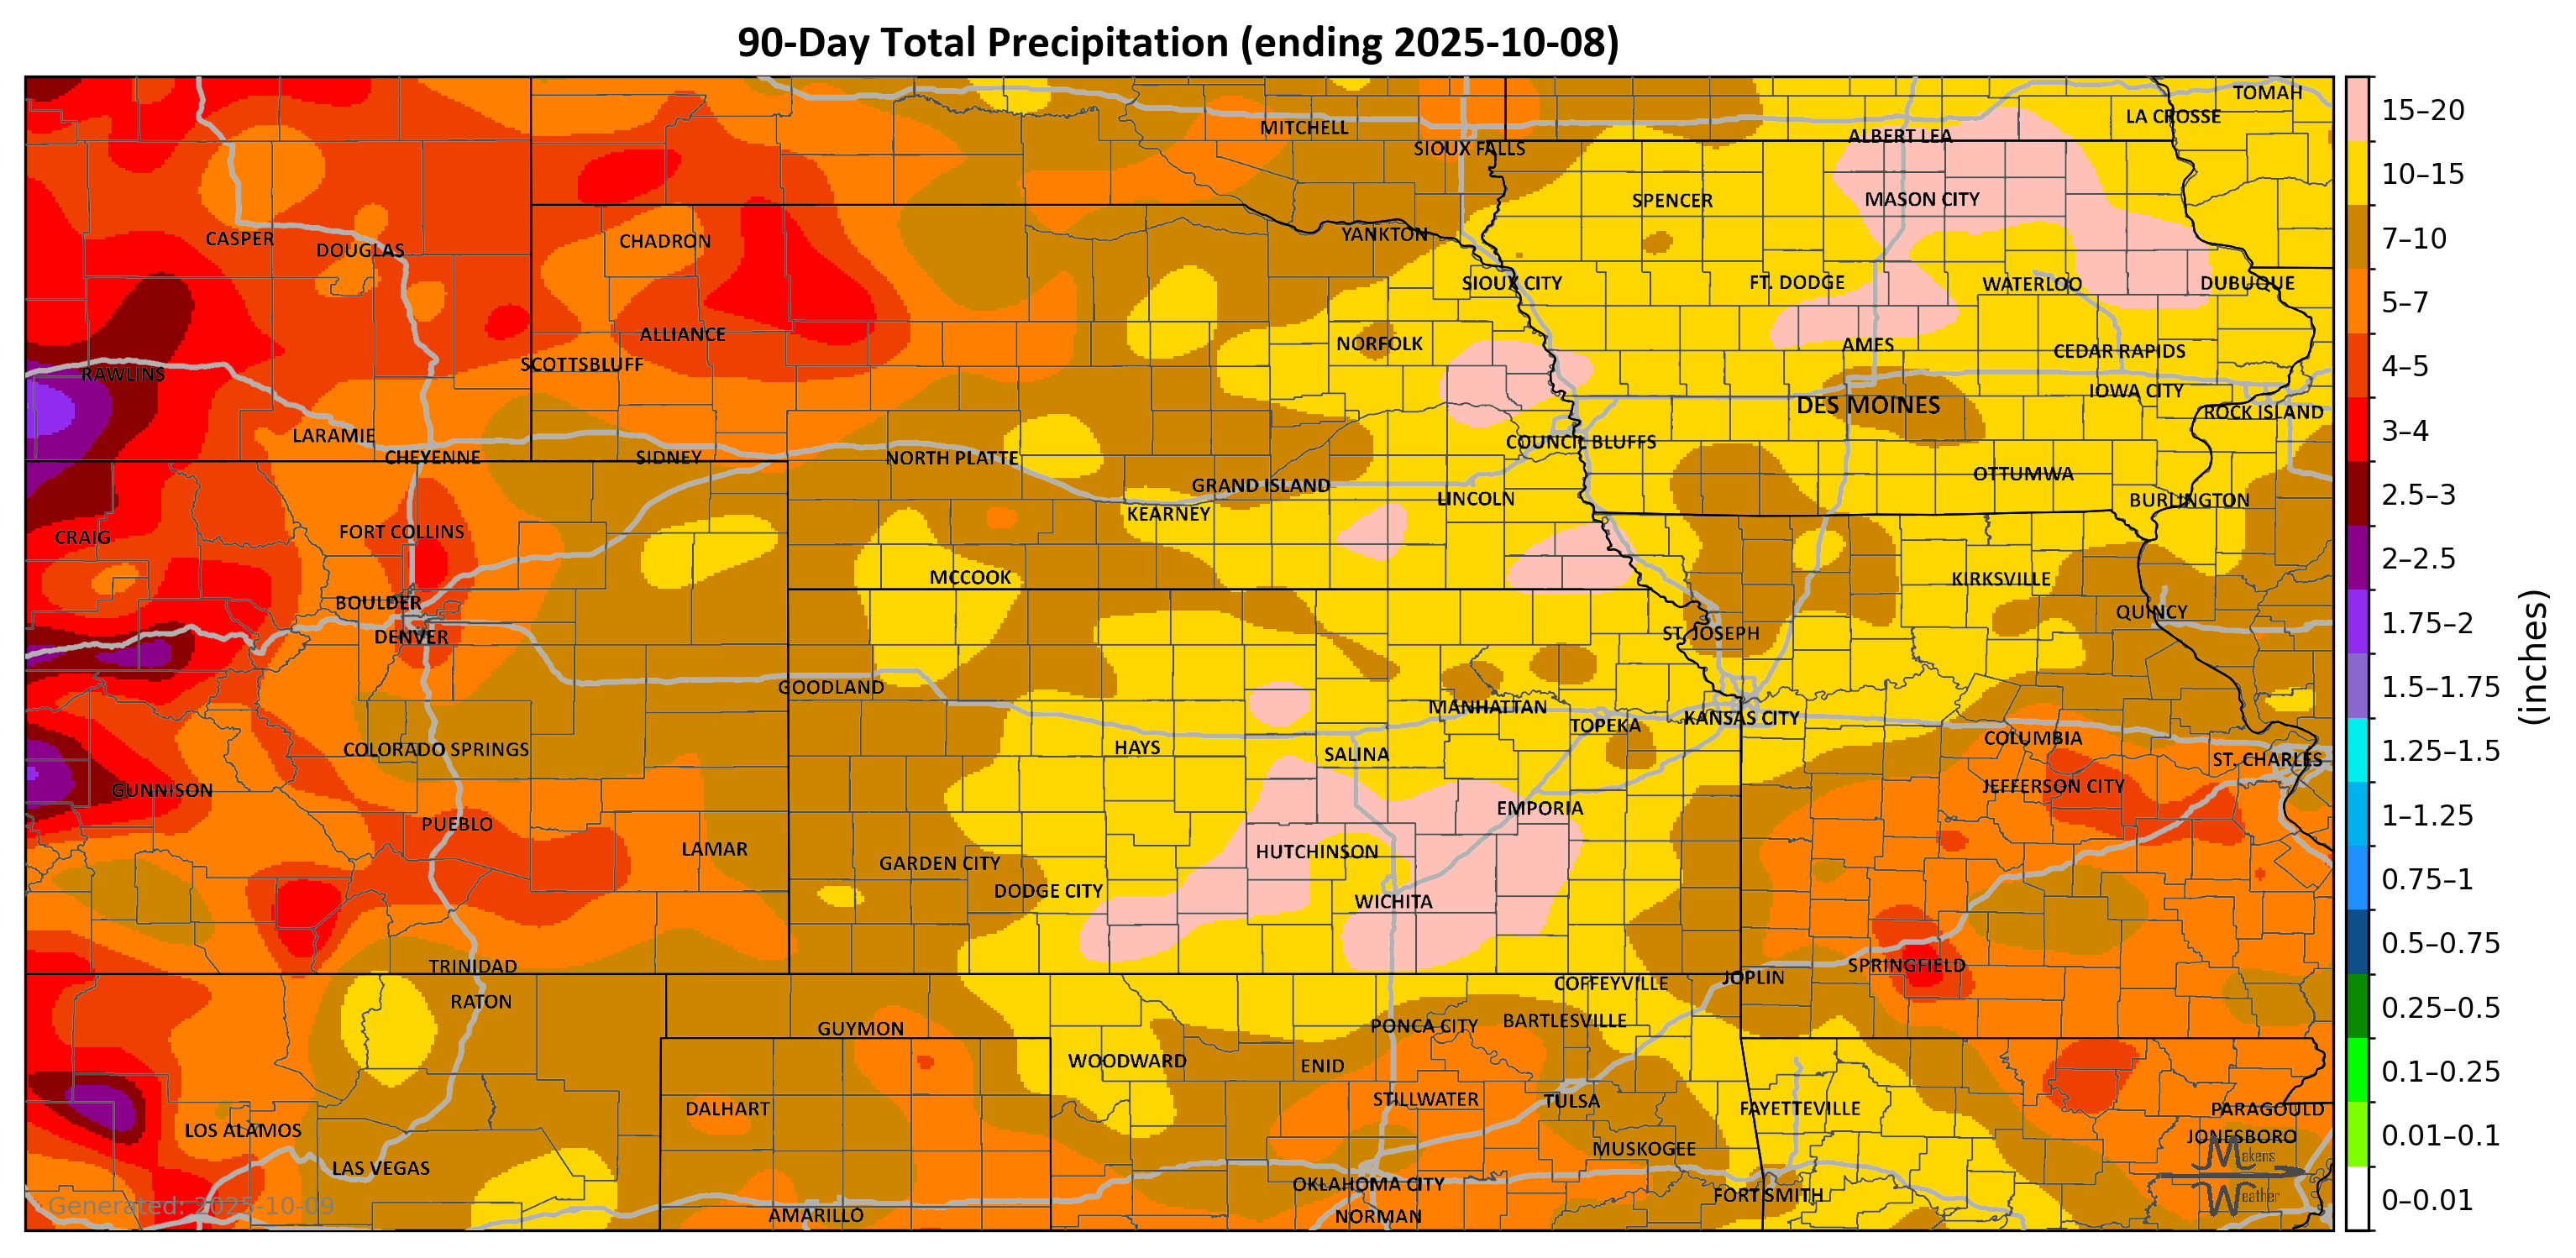 90-Day Total Precipitation (ending 2025-10-08)
TOMAH
LA CROSSE
MITCHELL
ALBERT LEA
SIOUX FALLS
SPENCER
MASON CITY
CASPER
DOUGLAS
CHADRON
YANKTON
SIOUX CITY
FT. DODGE
WATERLOO
DUBUQUE
ALLIANCE
NORFOLK
AMES
CEDAR RAPIDS
SCOTTSBLUFF
RAWLINS
IOWA CITY
DES MOINES
ROCK ISLAND
LARAMIE
COUNCIL BLUFFS
CHEYENNE
SIDNEY
NORTH PLATTE
OTTUMWA
GRAND ISLAND
LINCOLN
BURLINGTON
KEARNEY
FORT COLLINS
CRAIG
MCCOOK
KIRKSVILLE
BOULDER
QUINCY
DENVER
ST. JOSEPH
GOODLAND
MANHATTAN
KANSAS CITY
TOPEKA
COLUMBIA
COLORADO SPRINGS
HAYS
SALINA
ST. CHARLES
GUNNISON
JEFFERSON CITY
EMPORIA
PUEBLO
LAMAR
HUTCHINSON
GARDEN CITY
DODGE CITY
WICHITA
TRINIDAD
SPRINGFIELD
JOPLIN
COFFEYVILLE
RATON
BARTLESVILLE
PONCA CITY
GUYMON
WOODWARD
ENID
STILLWATER
TULSA
DALHART
FAYETTEVILLE
PARAGOULD
LOS ALAMOS
JONESBORO
MUSKOGEE
LAS VEGAS
OKLAHOMA CITY
FORT SMITH
AMARILLO
NORMAN
Generated: 2025-10-09
Makens
Weather
15–20
10–15
7–10
5–7
4–5
3–4
2.5–3
2–2.5
1.75–2
1.5–1.75
1.25–1.5
1–1.25
0.75–1
0.5–0.75
0.25–0.5
0.1–0.25
0.01–0.1
0–0.01
(inches)